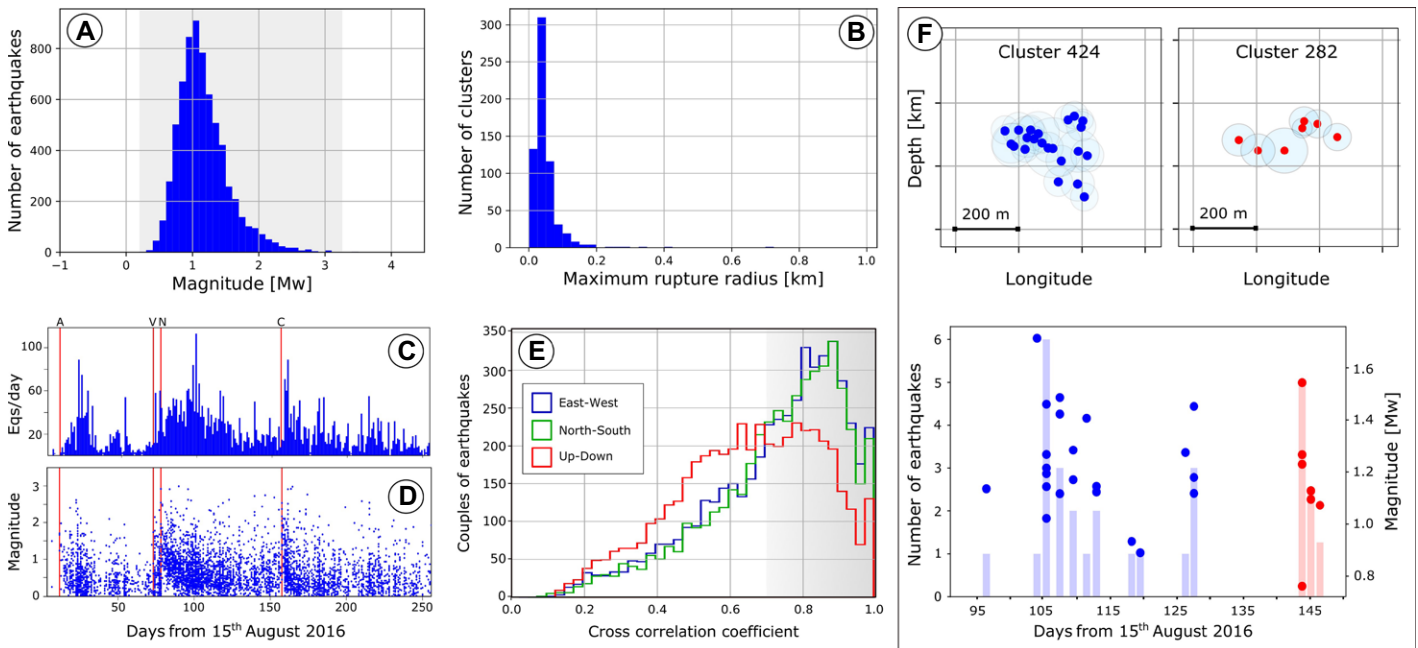 A
Number of earthquakes
800
600
400
200
0
−1 0 1 2 3 4
Magnitude [Mw]
B
Number of clusters
300
250
200
150
100
50
0
0.0 0.2 0.4 0.6 0.8 1.0
Maximum rupture radius [km]
A V N C
C
Eqs/day
100
60
20
D
Magnitude
3
2
1
0
50 100 150 200 250
Days from 15th August 2016
E
Couples of earthquakes
350
300
250
200
150
100
50
0
East-West
North-South
Up-Down
0.0 0.2 0.4 0.6 0.8 1.0
Cross correlation coefficient
F
Cluster 424
Cluster 282
Depth [km]
200 m
200 m
Longitude
Longitude
Number of earthquakes
6
5
4
3
2
1
0
1.6
1.4
1.2
1.0
0.8
Magnitude [Mw]
95 105 115 125 135 145
Days from 15th August 2016